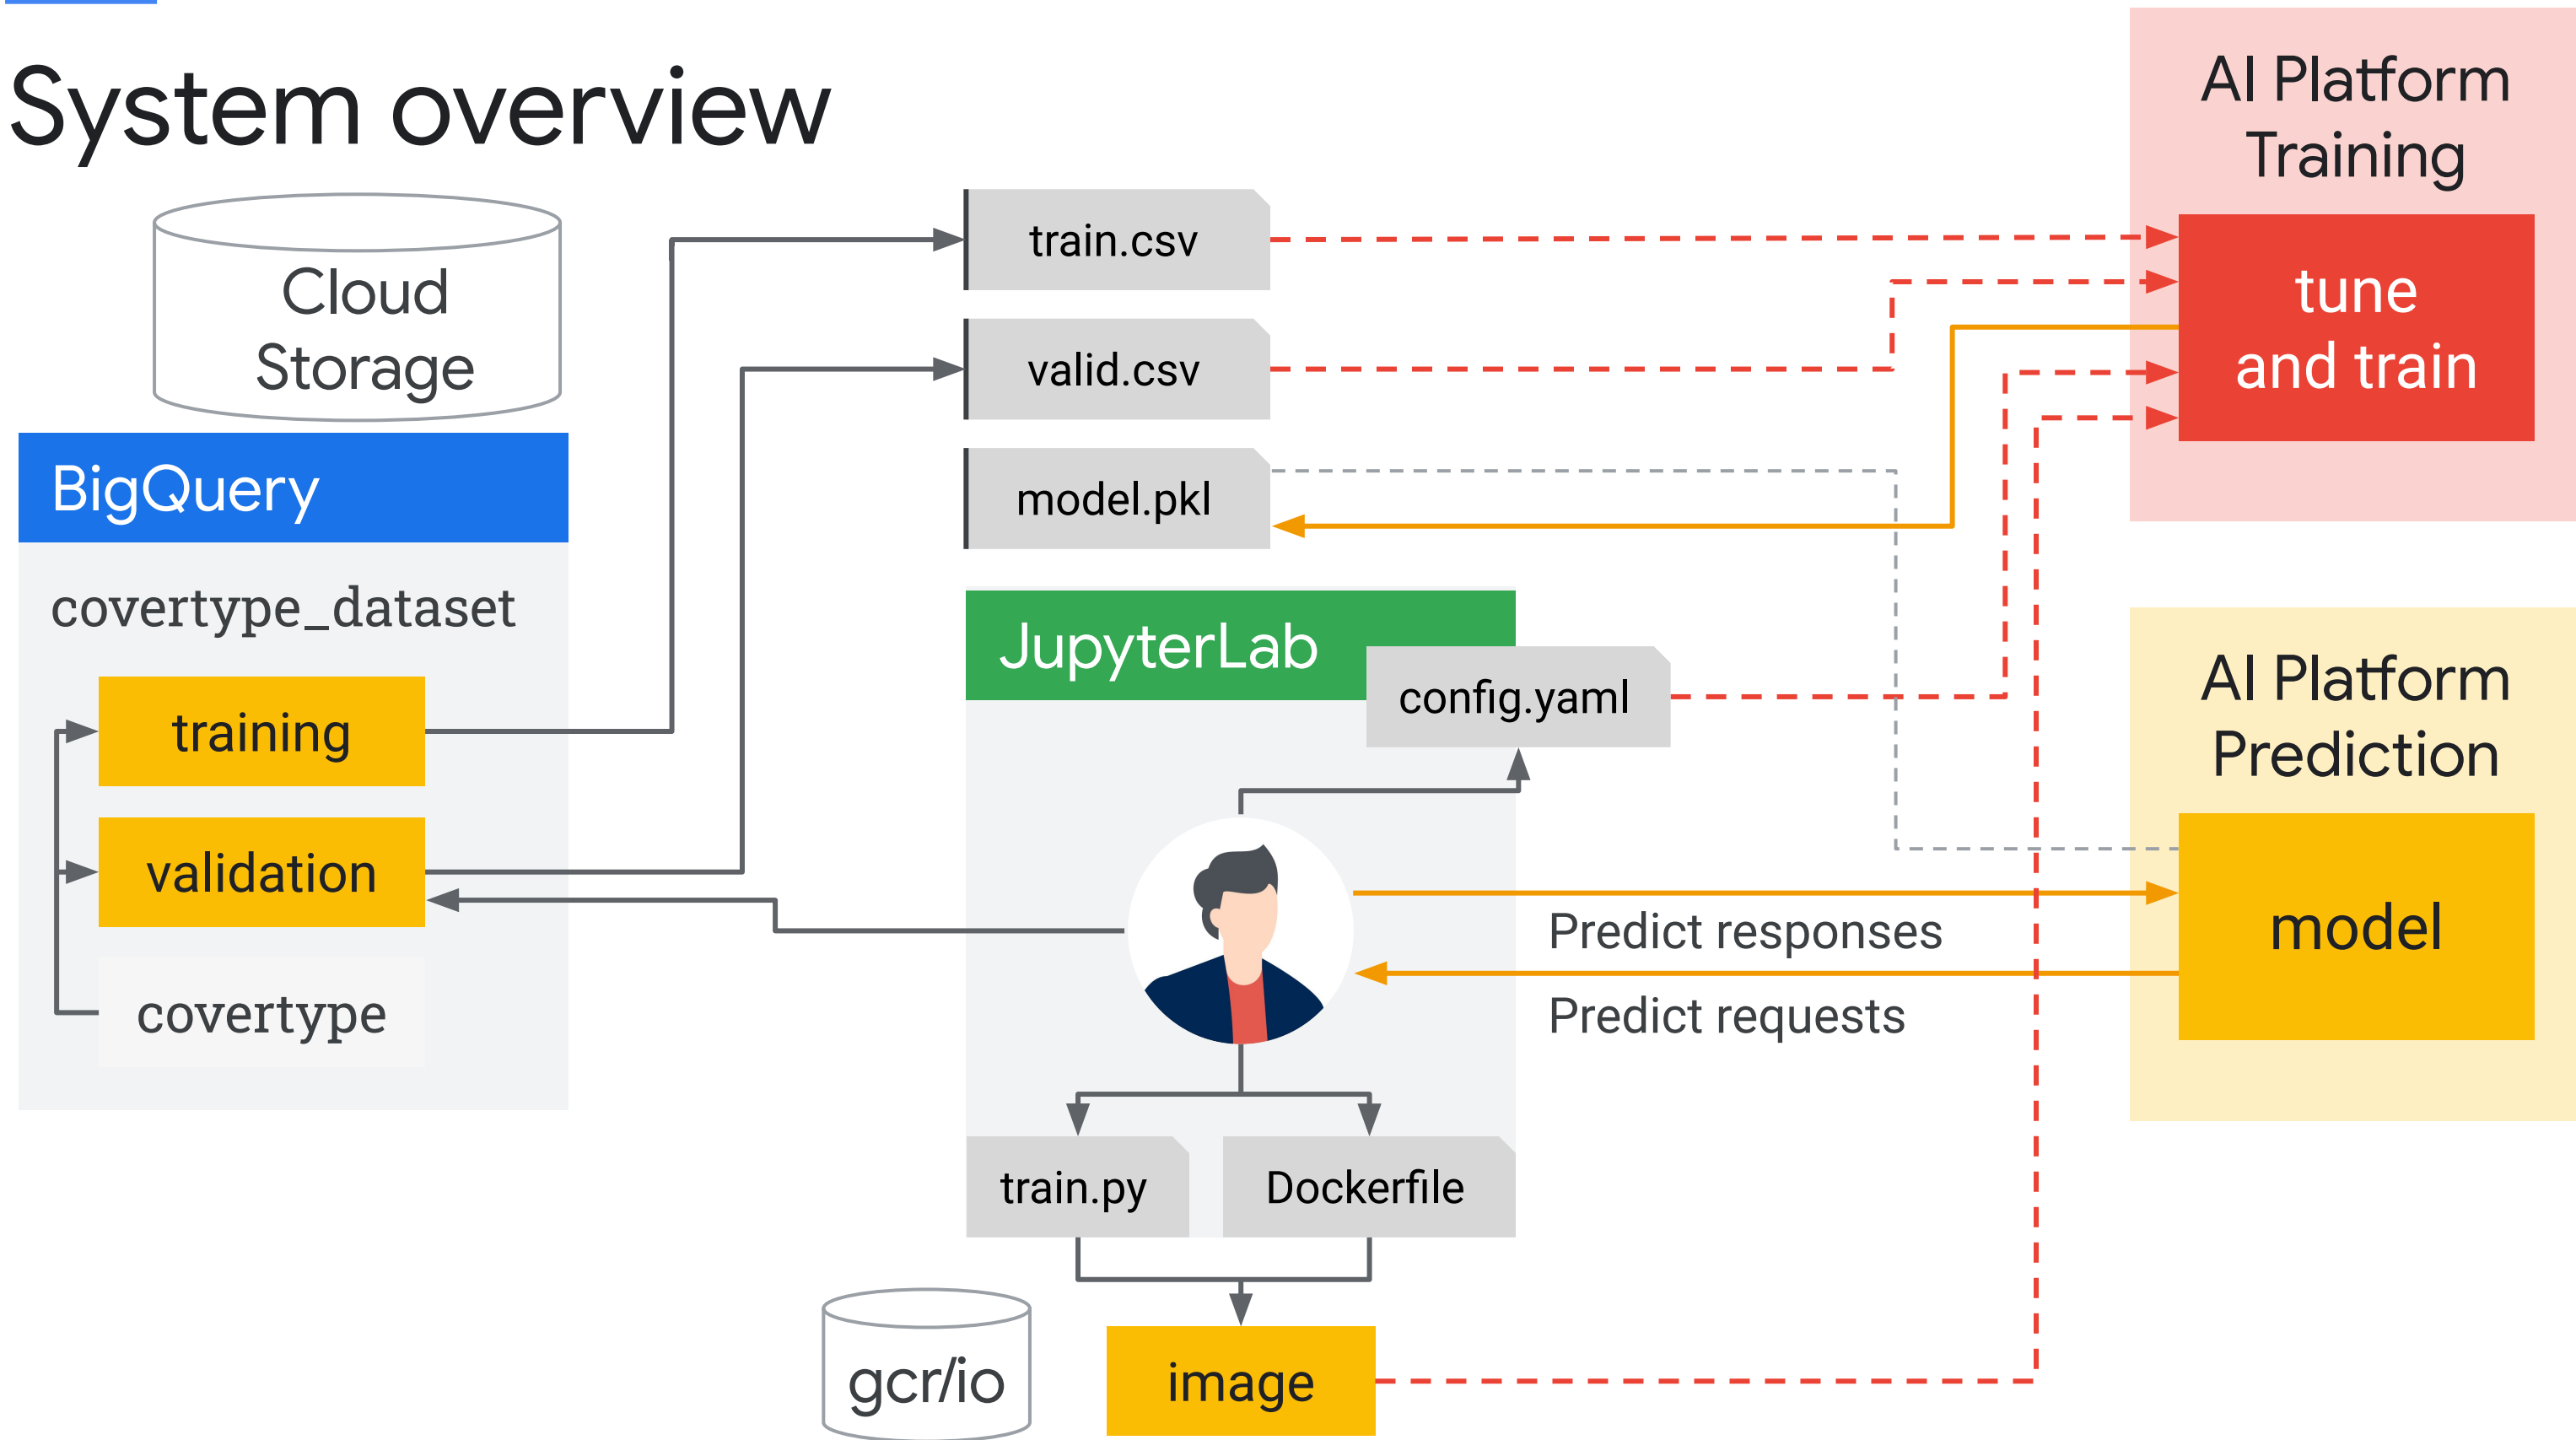 System overview
Cloud
Storage
BigQuery
covertype_dataset
training
validation
covertype
train.csv
valid.csv
model.pkl
JupyterLab
config.yaml
train.py
Dockerfile
gcr/io
image
Predict responses
Predict requests
AI Platform
Training
tune
and train
AI Platform
Prediction
model